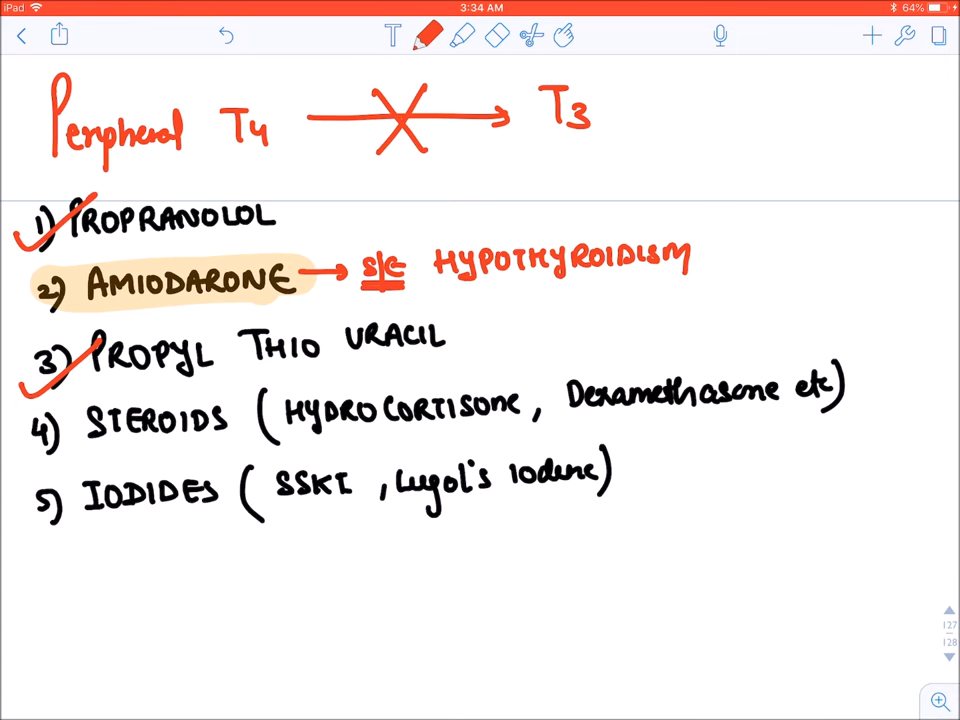 iPad 3:34 AM 64%
T
Peripheral T4 → T3
1) PROPRANOLOL
2) AMIODARONE → S/E HYPOTHYROIDISM
3) PROPYL THIO URACIL
4) STEROIDS (HYDROCORTISONE, Dexamethasone etc)
5) IODIDES (SSKI, Lugol's Iodine)
127
128